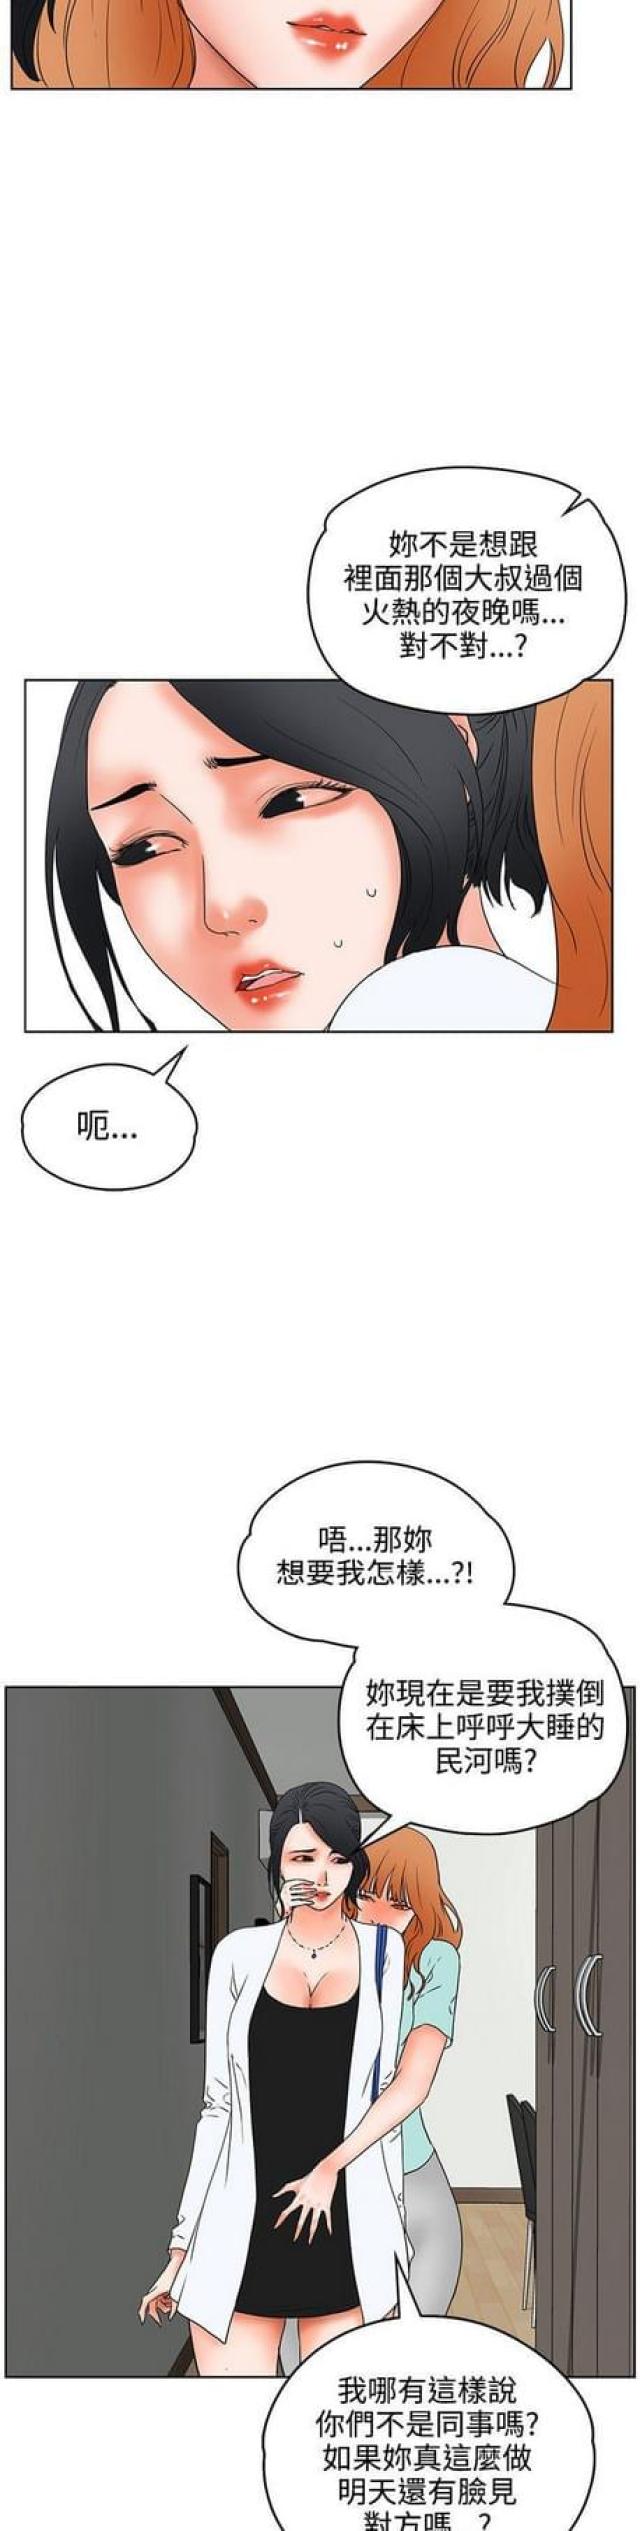 妳不是想跟
裡面那個大叔過個
火熱的夜晚嗎...
對不對...?
呃...
唔...那妳
想要我怎樣...?!
妳現在是要我撲倒
在床上呼呼大睡的
民河嗎?
我哪有這樣說
你們不是同事嗎?
如果妳真這麼做
明天還有臉見
對方嗎...?